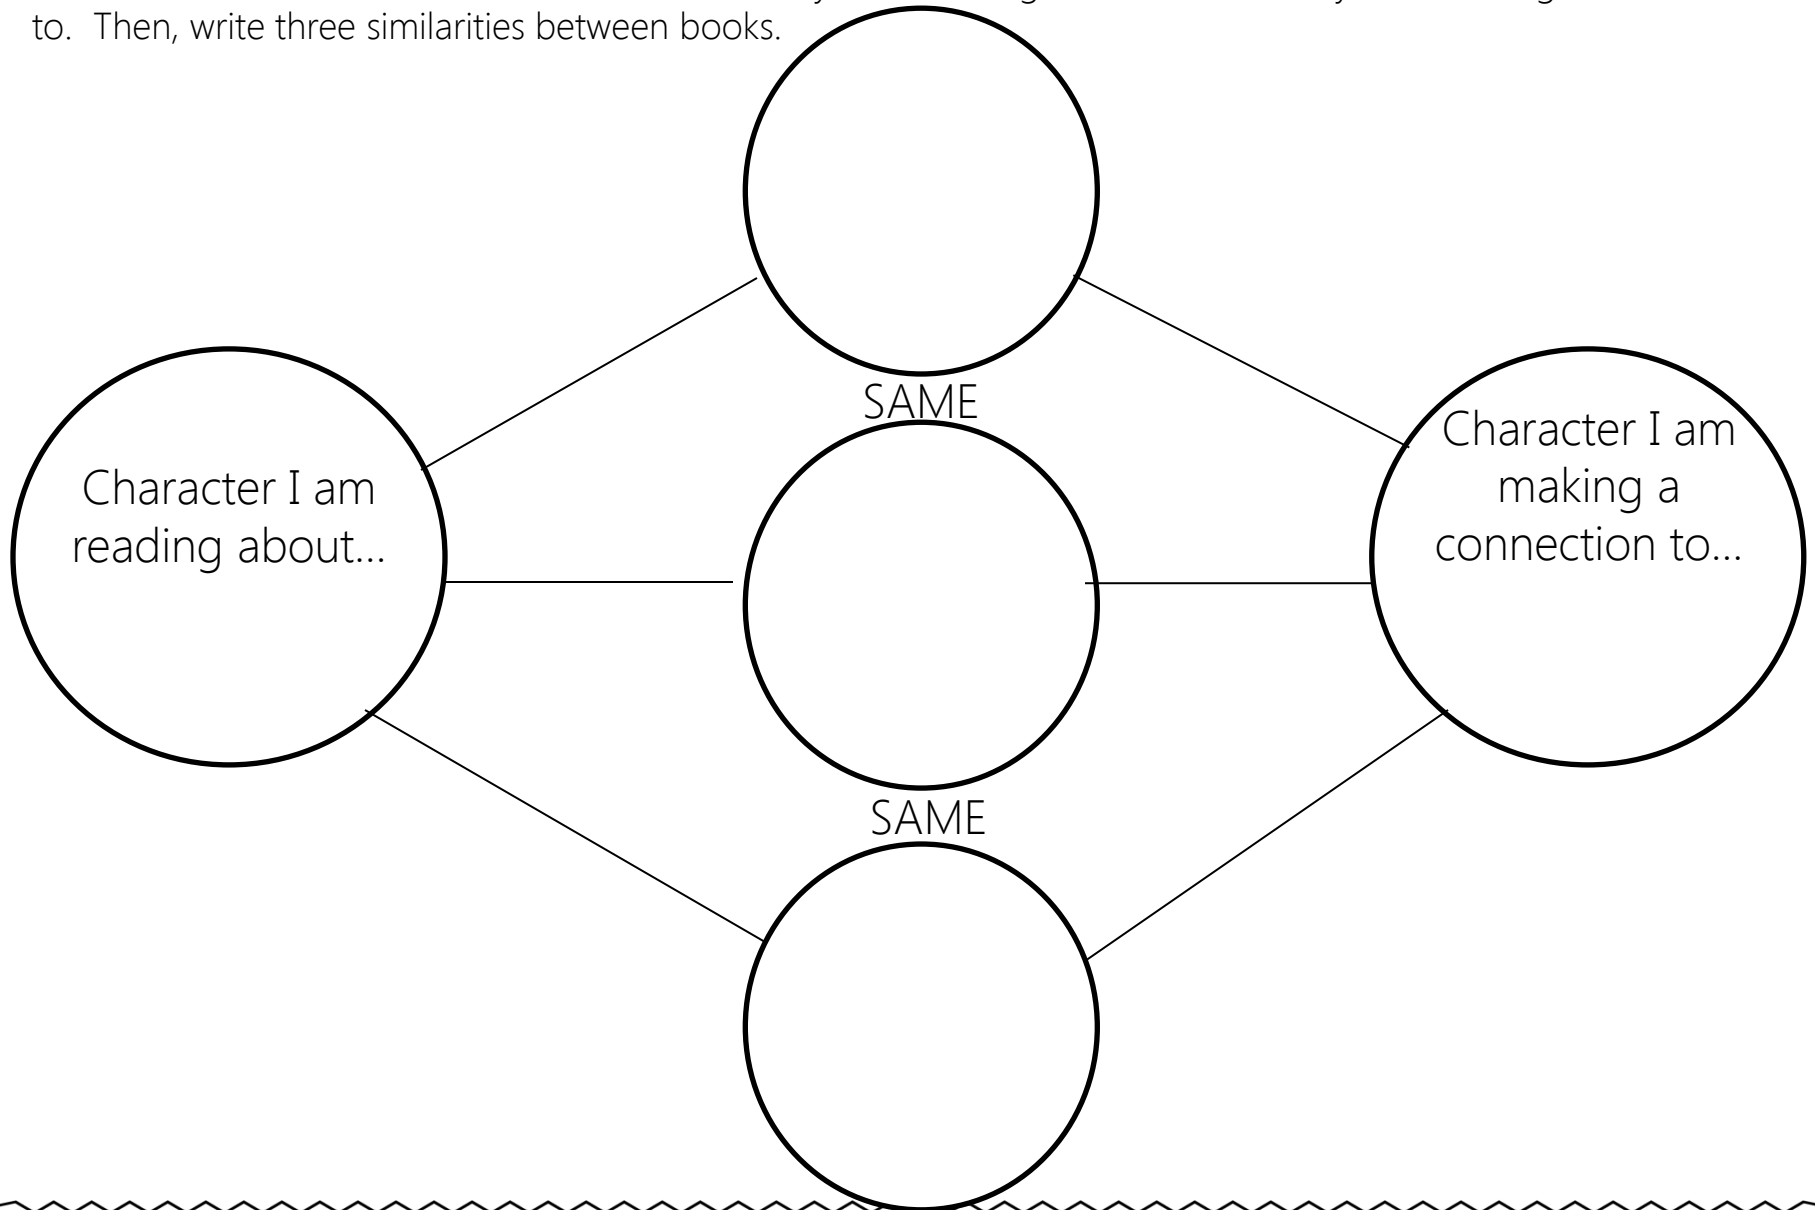 to. Then, write three similarities between books.
SAME
Character I am
reading about...
Character I am
making a
connection to...
SAME